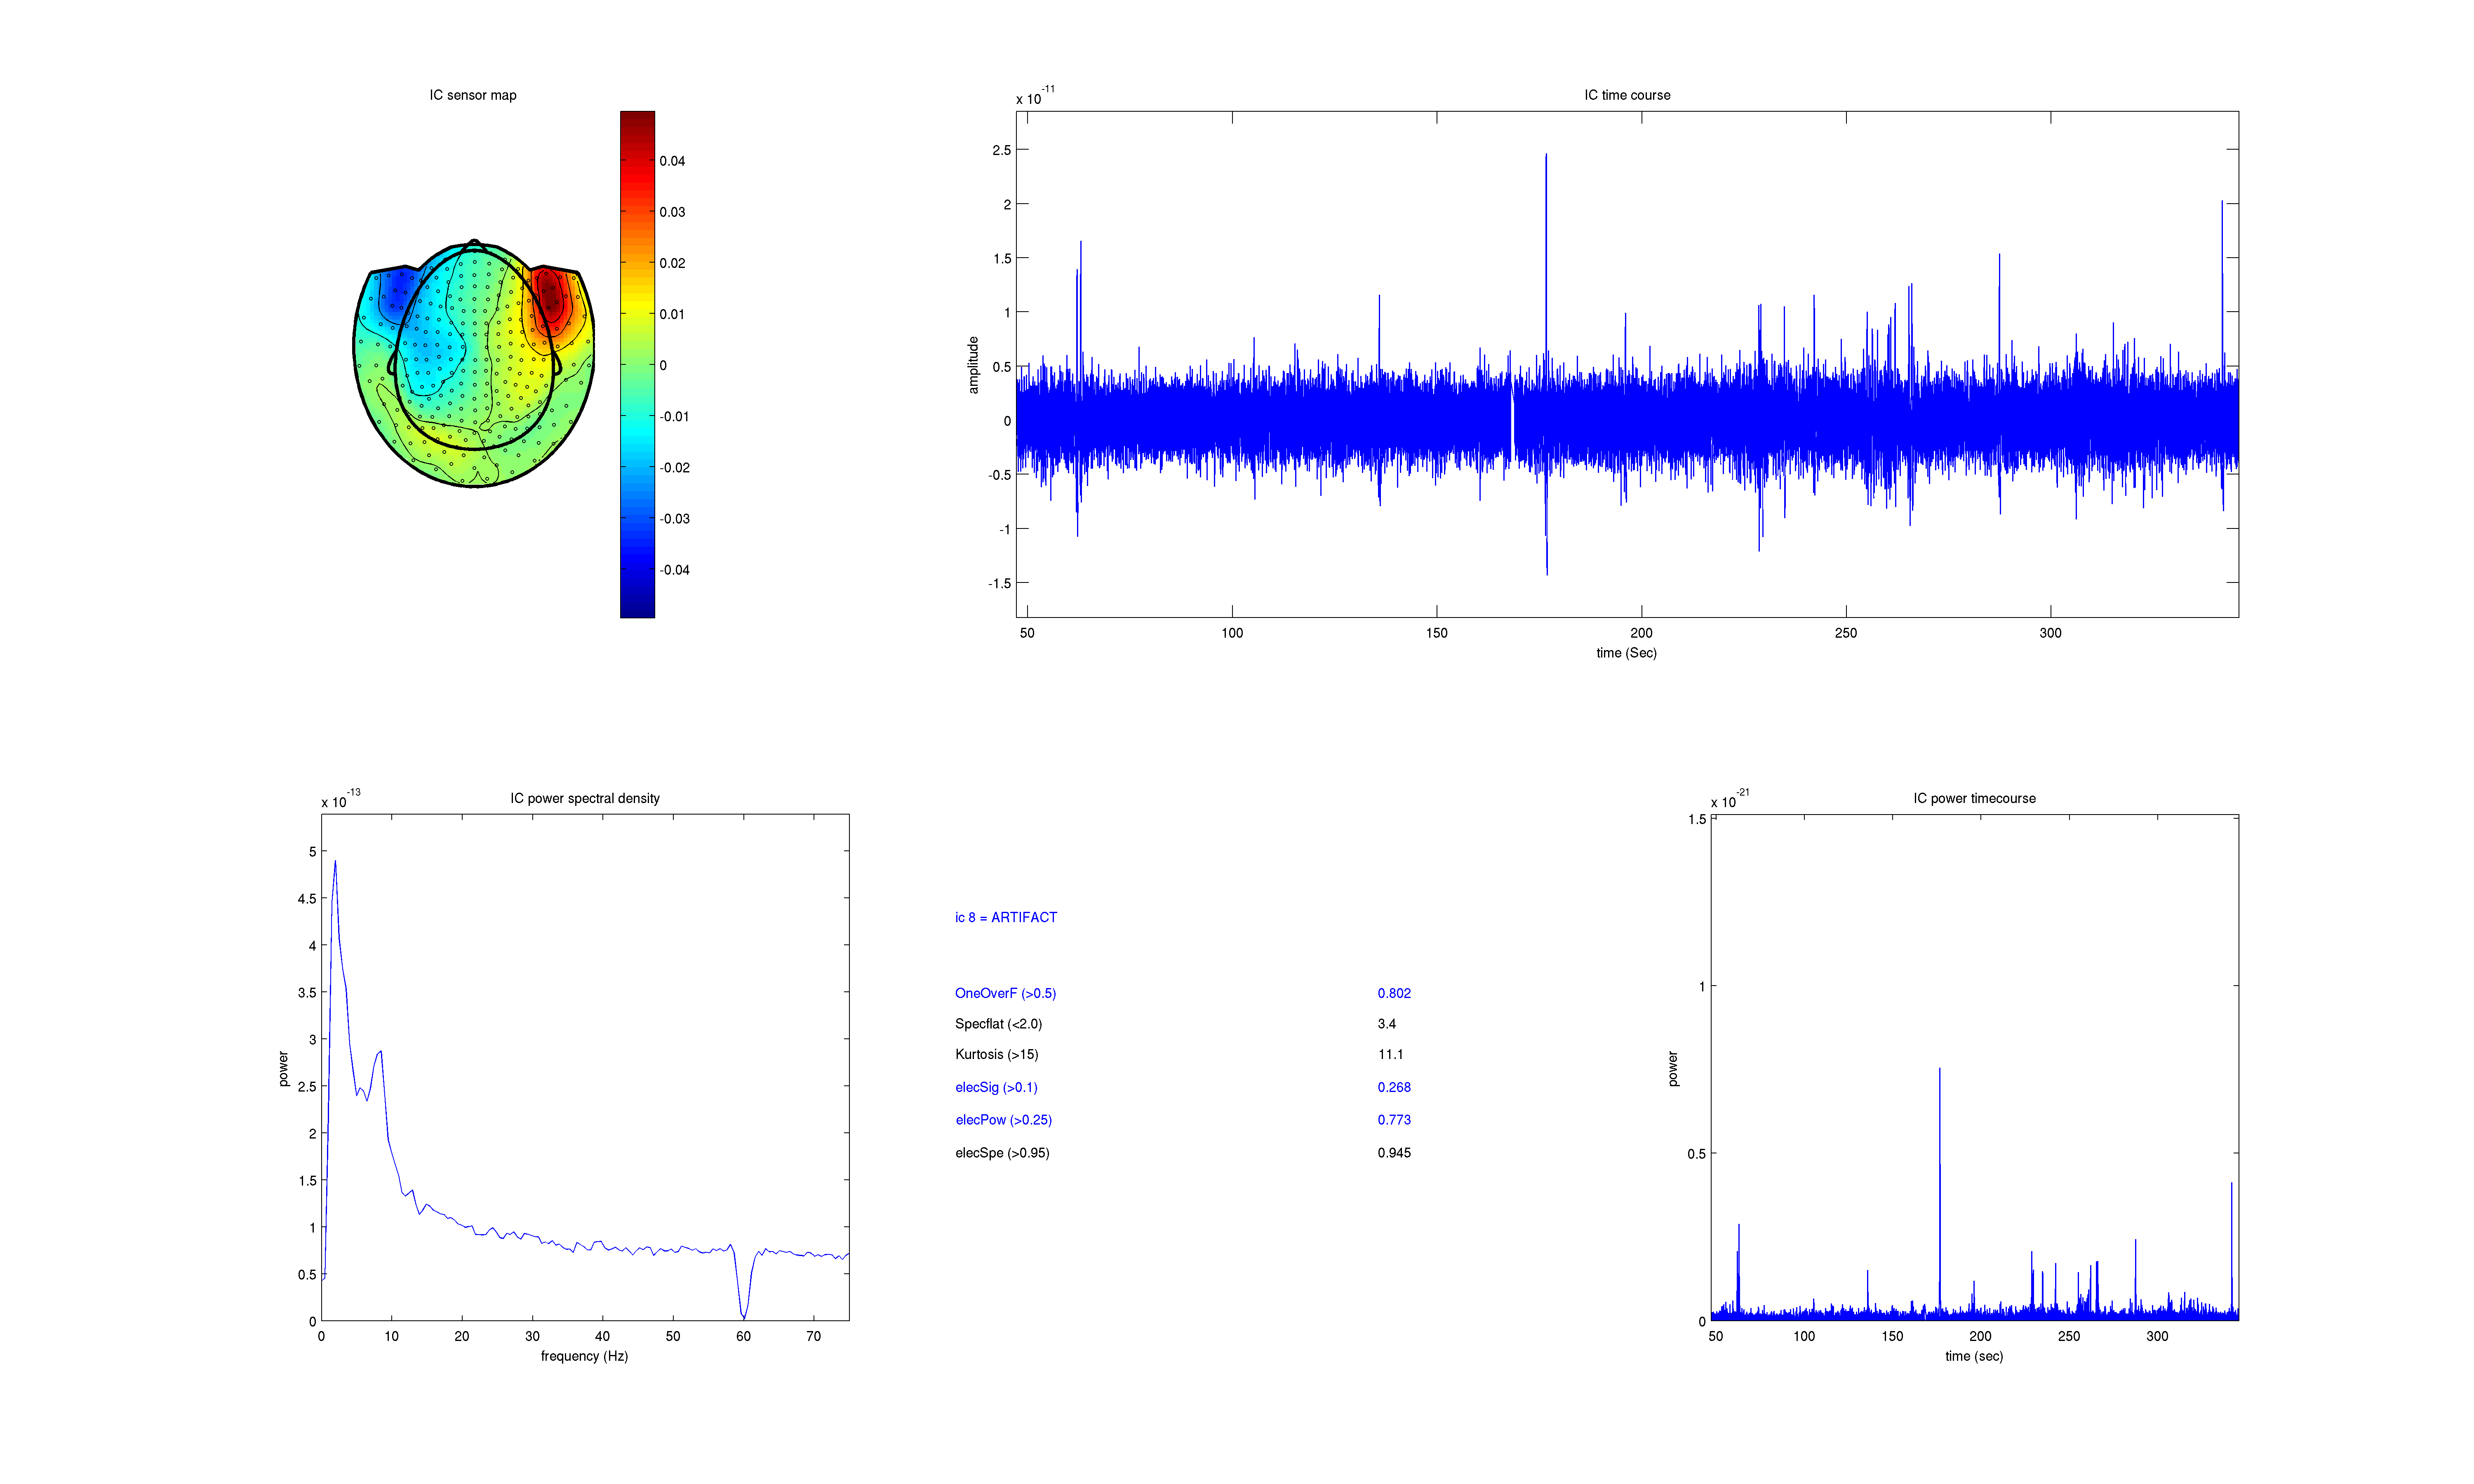 IC sensor map
0.04
0.03
0.02
0.01
0
-0.01
-0.02
-0.03
-0.04
IC time course
x 10-11
2.5
2
1.5
1
0.5
0
-0.5
-1
-1.5
amplitude
50 100 150 200 250 300
time (Sec)
IC power spectral density
x 10-13
5
4.5
4
3.5
3
2.5
2
1.5
1
0.5
0
power
0 10 20 30 40 50 60 70
frequency (Hz)
ic 8 = ARTIFACT
OneOverF (>0.5) 0.802
Specflat (<2.0) 3.4
Kurtosis (>15) 11.1
elecSig (>0.1) 0.268
elecPow (>0.25) 0.773
elecSpe (>0.95) 0.945
IC power timecourse
x 10-21
1.5
1
0.5
0
power
50 100 150 200 250 300
time (sec)